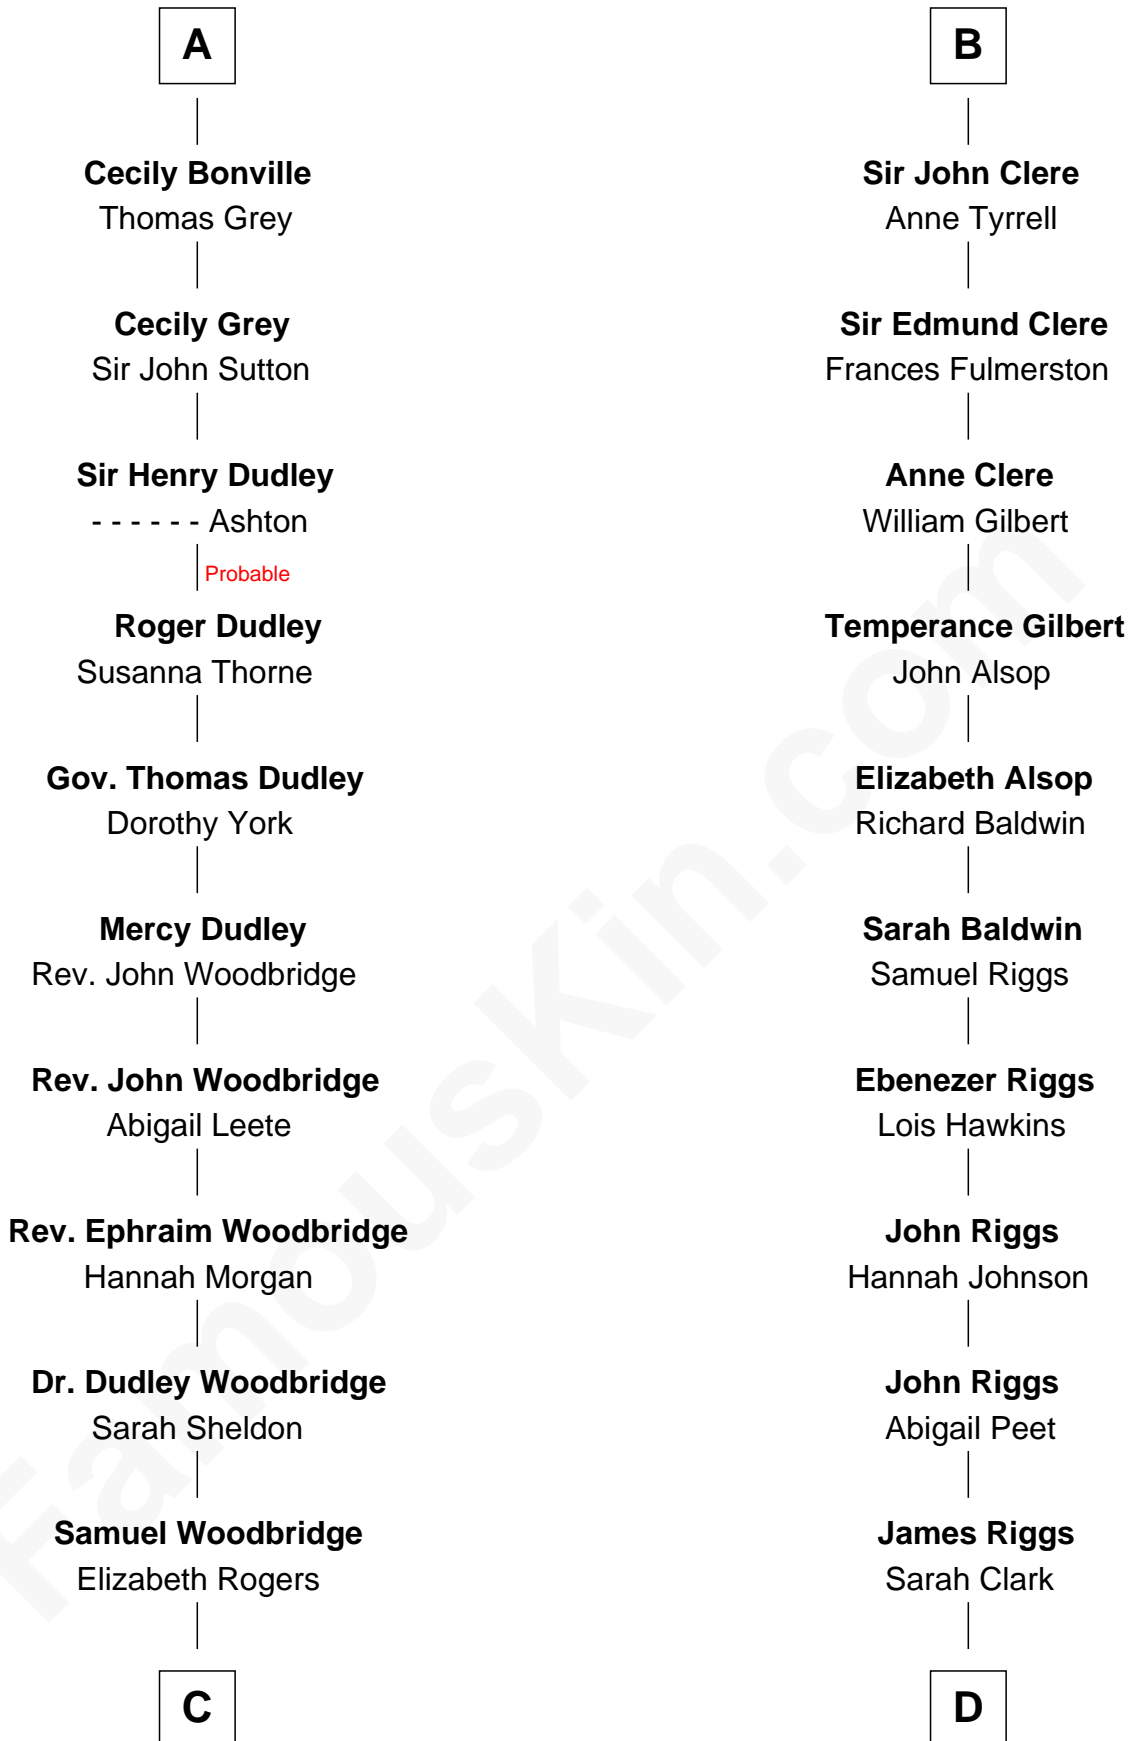 A
Cecily Bonville
Thomas Grey
Cecily Grey
Sir John Sutton
Sir Henry Dudley
- - - - - - Ashton
Probable
Roger Dudley
Susanna Thorne
Gov. Thomas Dudley
Dorothy York
Mercy Dudley
Rev. John Woodbridge
Rev. John Woodbridge
Abigail Leete
Rev. Ephraim Woodbridge
Hannah Morgan
Dr. Dudley Woodbridge
Sarah Sheldon
Samuel Woodbridge
Elizabeth Rogers
C
B
Sir John Clere
Anne Tyrrell
Sir Edmund Clere
Frances Fulmerston
Anne Clere
William Gilbert
Temperance Gilbert
John Alsop
Elizabeth Alsop
Richard Baldwin
Sarah Baldwin
Samuel Riggs
Ebenezer Riggs
Lois Hawkins
John Riggs
Hannah Johnson
John Riggs
Abigail Peet
James Riggs
Sarah Clark
D
FamousKin.com